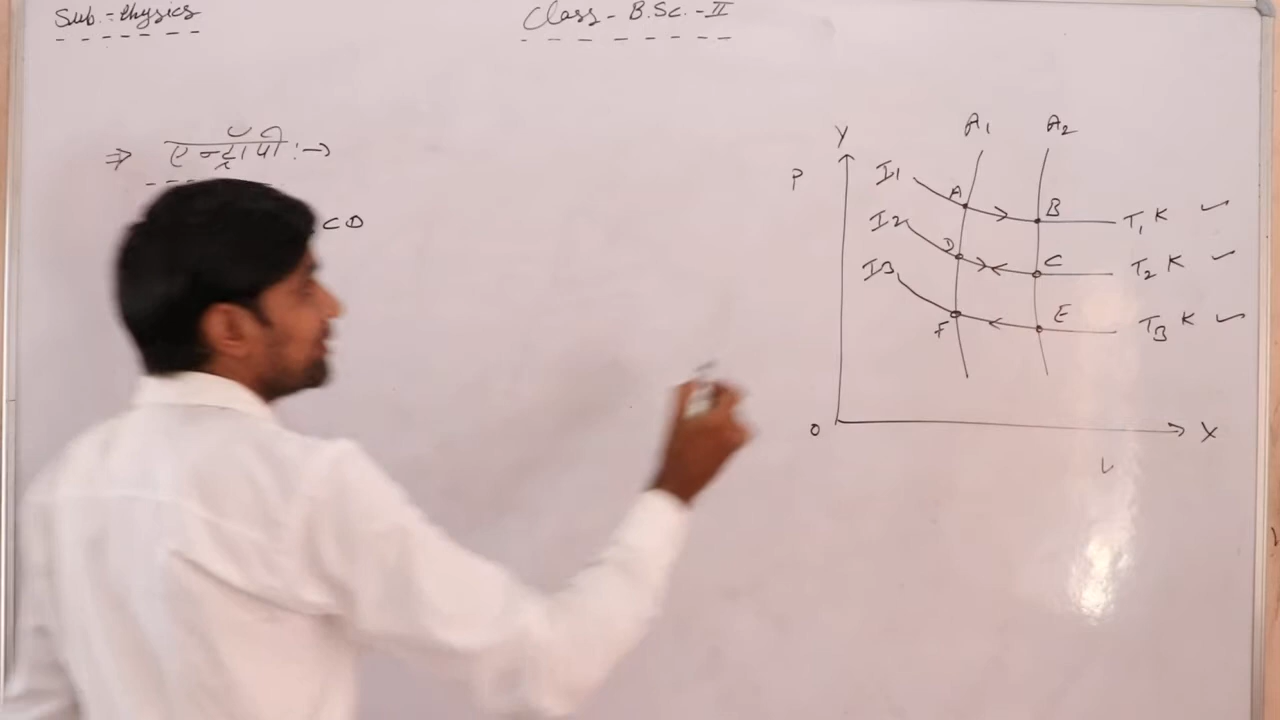 Sub.:- Physics
Class - B.Sc. - II
⇒ एन्ट्रॉपी :→
CD
Y
P
A1
A2
I1
A
B
T1 K ✓
I2
D
C
T2 K ✓
I3
F
E
T3 K ✓
O
X